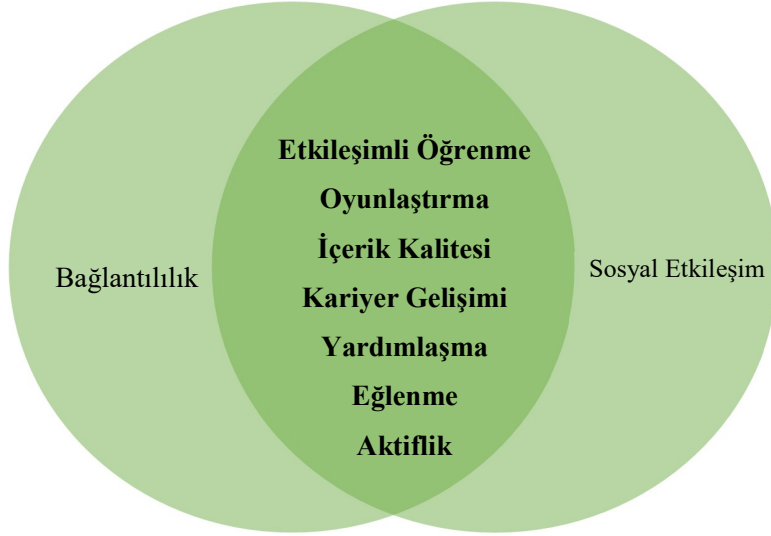 Etkileşimli Öğrenme
Oyunlaştırma
İçerik Kalitesi
Kariyer Gelişimi
Yardımlaşma
Eğlenme
Aktiflik
Bağlantılılık
Sosyal Etkileşim